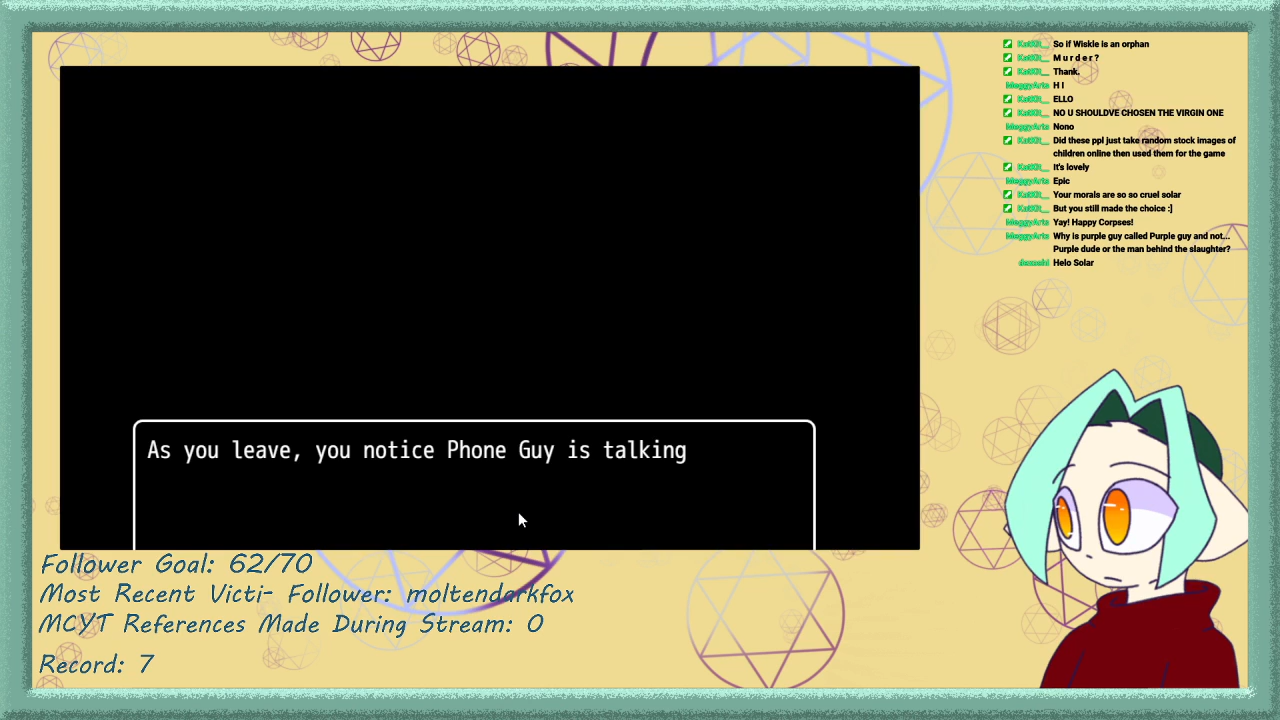 So if Wiskle is an orphan
M u r d e r ?
Thank.
MeggyArts H I
ELLO
NO U SHOULDVE CHOSEN THE VIRGIN ONE
MeggyArts Nono
Did these ppl just take random stock images of
children online then used them for the game
It's lovely
MeggyArts Epic
Your morals are so so cruel solar
But you still made the choice :]
MeggyArts Yay! Happy Corpses!
MeggyArts Why is purple guy called Purple guy and not...
Purple dude or the man behind the slaughter?
Helo Solar
As you leave, you notice Phone Guy is talking
Follower Goal: 62/70
Most Recent Victi- Follower: moltendarkfox
MCYT References Made During Stream: 0
Record: 7